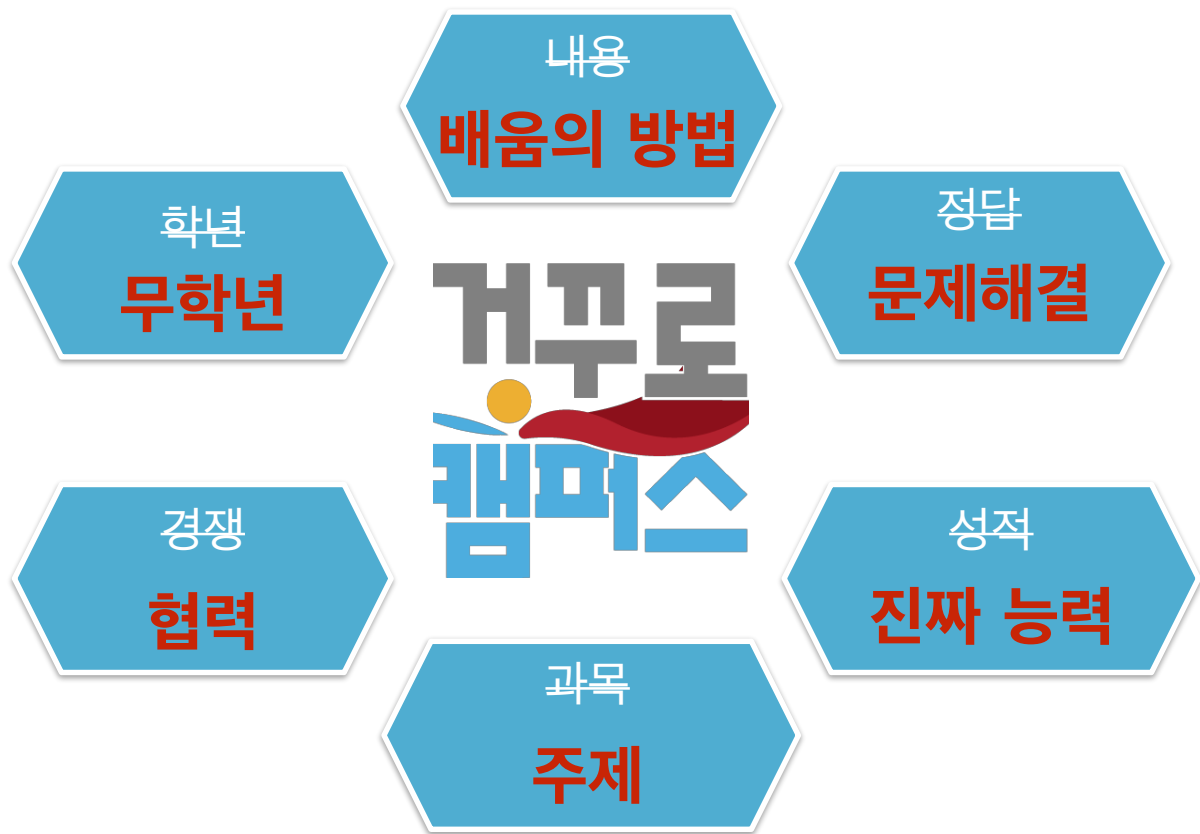 내용
배움의 방법
학년
무학년
정답
문제해결
거꾸로
캠퍼스
경쟁
협력
성적
진짜 능력
과목
주제